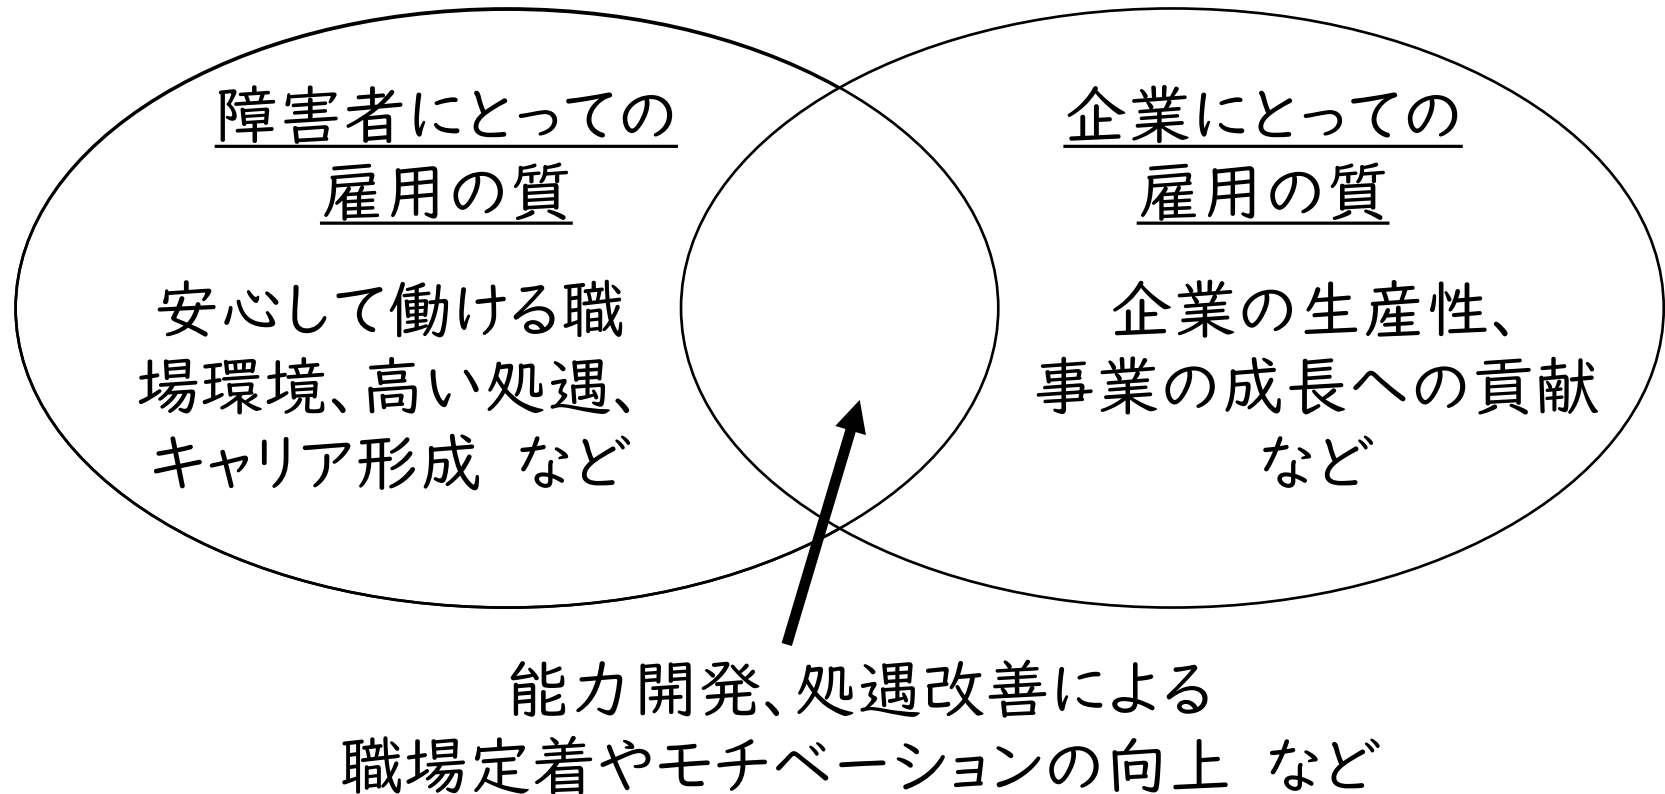 障害者にとっての
雇用の質
安心して働ける職
場環境、高い処遇、
キャリア形成　など
企業にとっての
雇用の質
企業の生産性、
事業の成長への貢献
など
能力開発、処遇改善による
職場定着やモチベーションの向上　など